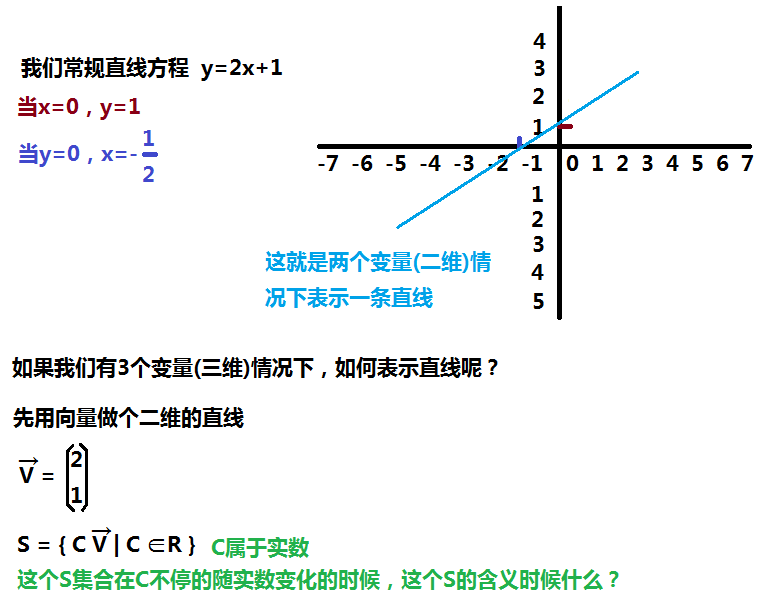 我们常规直线方程 y=2x+1
当x=0，y=1
当y=0，x=-1/2
4
3
2
1
-7 -6 -5 -4 -3 -2 -1 0 1 2 3 4 5 6 7
1
2
3
4
5
这就是两个变量(二维)情
况下表示一条直线
如果我们有3个变量(三维)情况下，如何表示直线呢？
先用向量做个二维的直线
V = (2
1)
S = { C V | C ∈R } C属于实数
这个S集合在C不停的随实数变化的时候，这个S的含义时候什么？